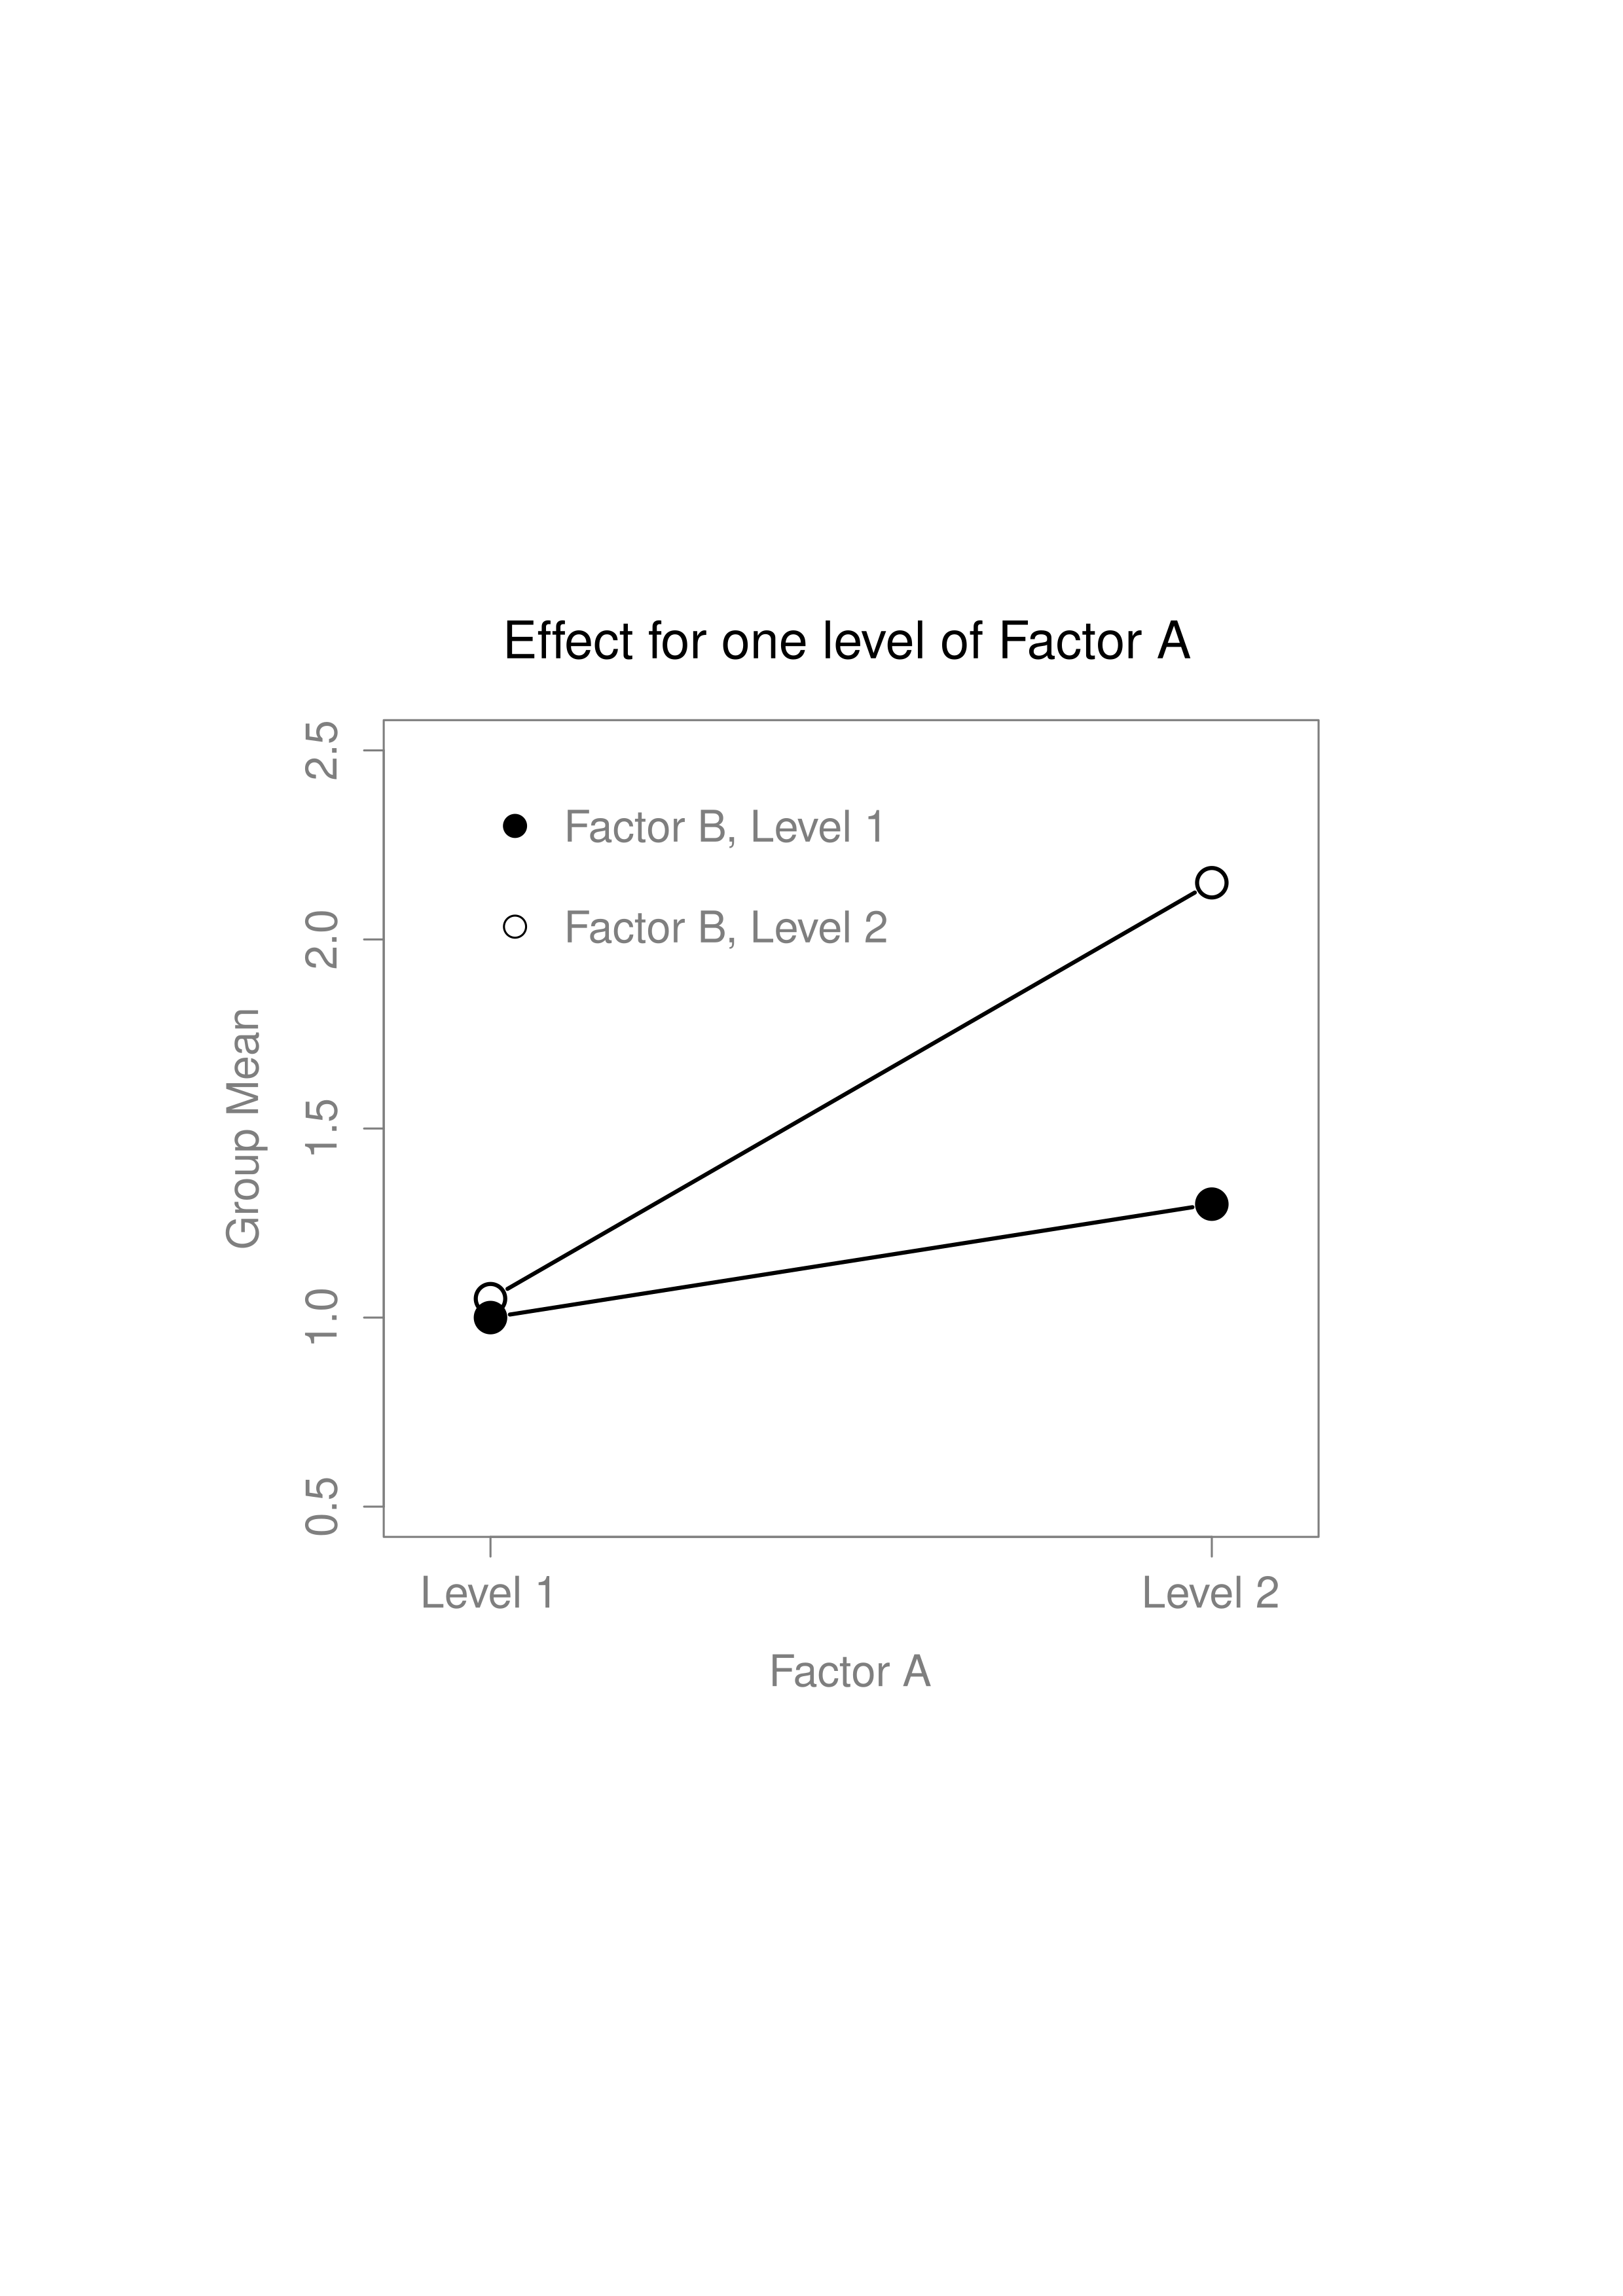 Effect for one level of Factor A
2.5
2.0
1.5
1.0
0.5
Group Mean
Factor B, Level 1
Factor B, Level 2
Level 1
Level 2
Factor A